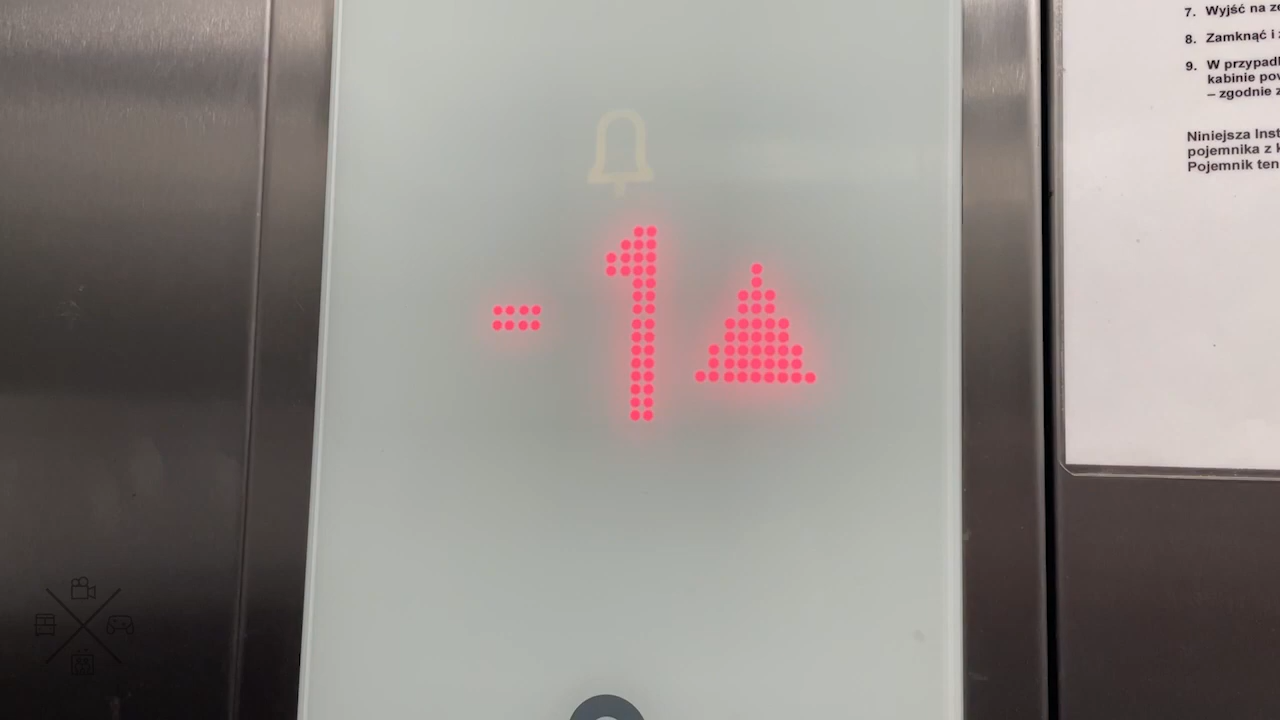 -1
7. Wyjść na
8. Zamknąć i
9. W
kabinie
– zgodnie z
Niniejsza
pojemnika z
Pojemnik ten